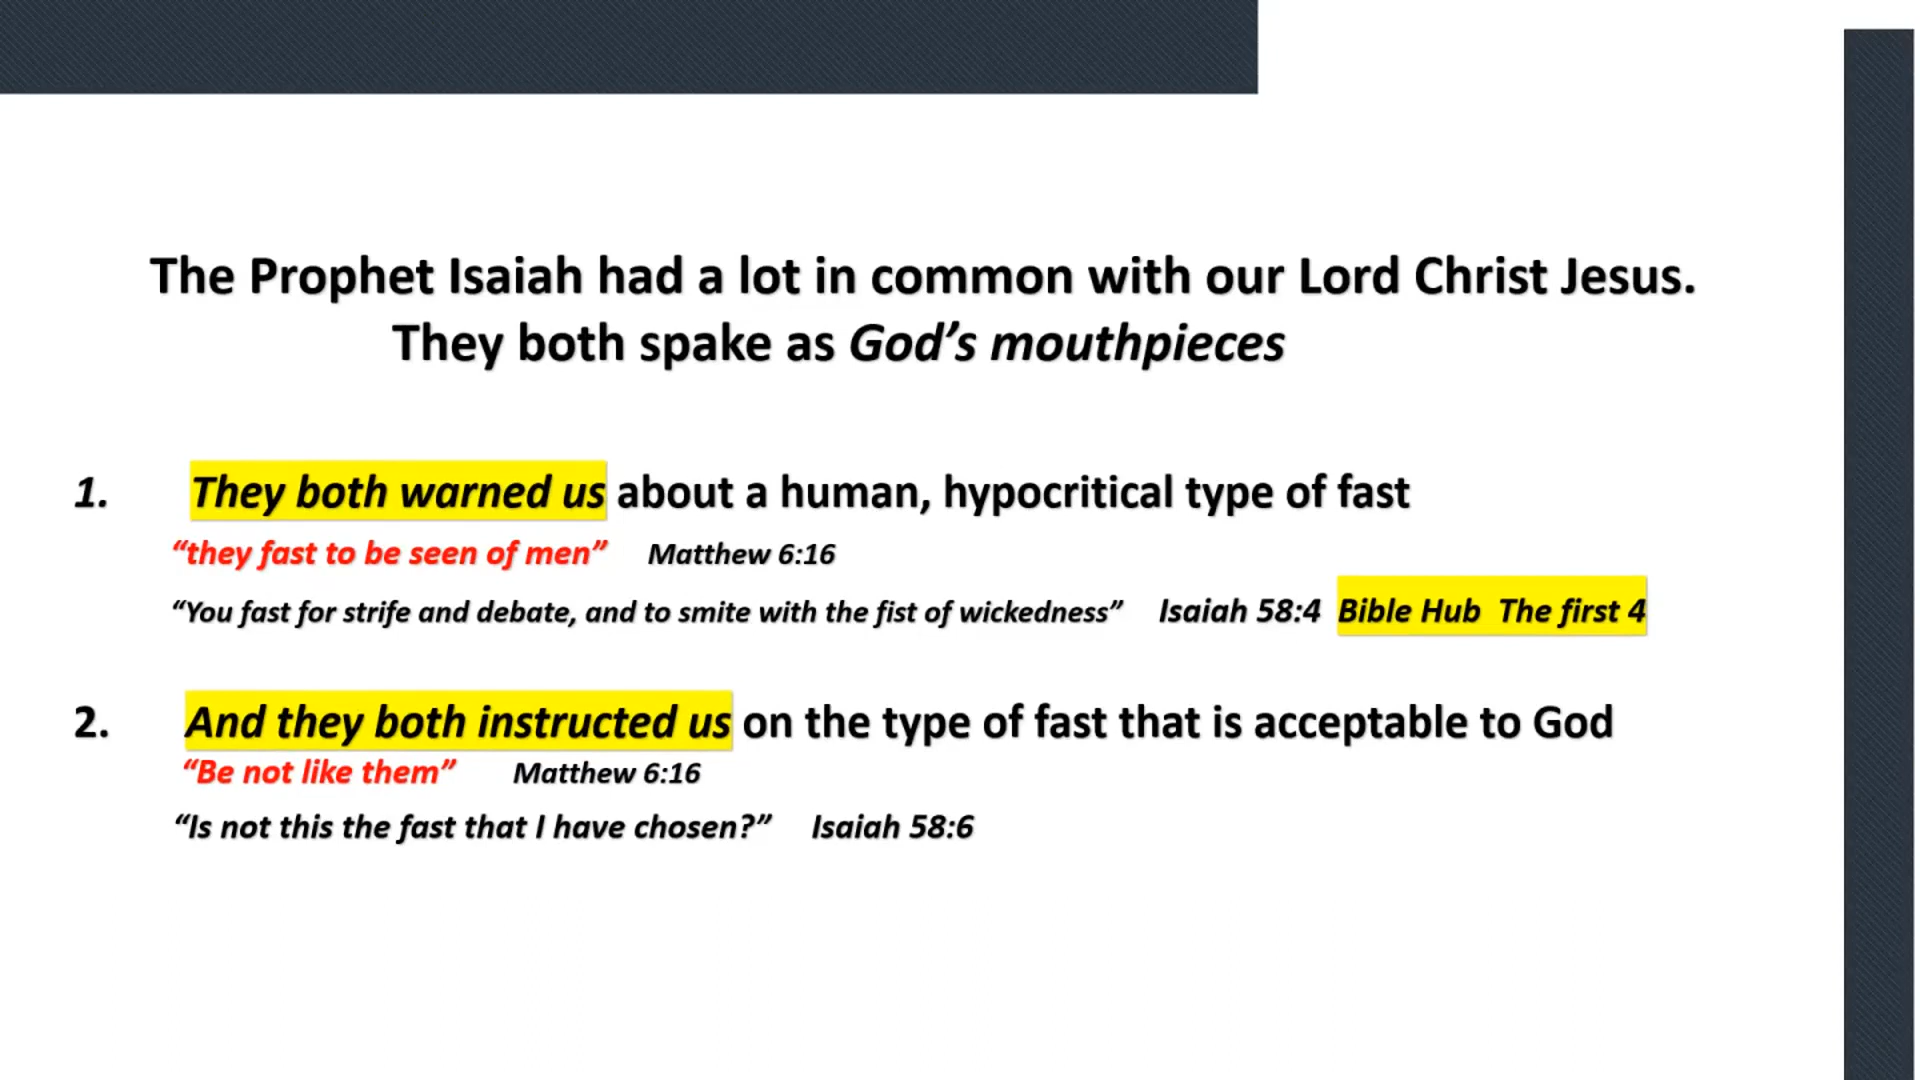 The Prophet Isaiah had a lot in common with our Lord Christ Jesus.
They both spake as God’s mouthpieces
1. They both warned us about a human, hypocritical type of fast
“they fast to be seen of men” Matthew 6:16
“You fast for strife and debate, and to smite with the fist of wickedness” Isaiah 58:4 Bible Hub The first 4
2. And they both instructed us on the type of fast that is acceptable to God
“Be not like them” Matthew 6:16
“Is not this the fast that I have chosen?” Isaiah 58:6